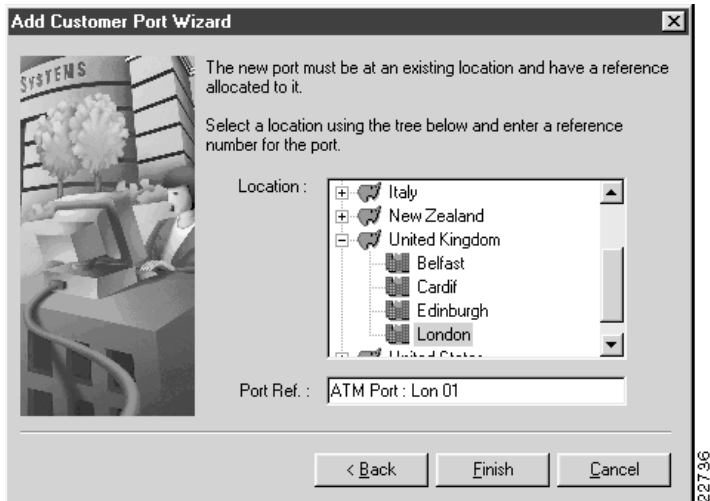 Add Customer Port Wizard
SYSTEMS
The new port must be at an existing location and have a reference
allocated to it.
Select a location using the tree below and enter a reference
number for the port.
Location :
Italy
New Zealand
United Kingdom
Belfast
Cardif
Edinburgh
London
United States
Port Ref. :
ATM Port : Lon 01
< Back
Finish
Cancel
22736